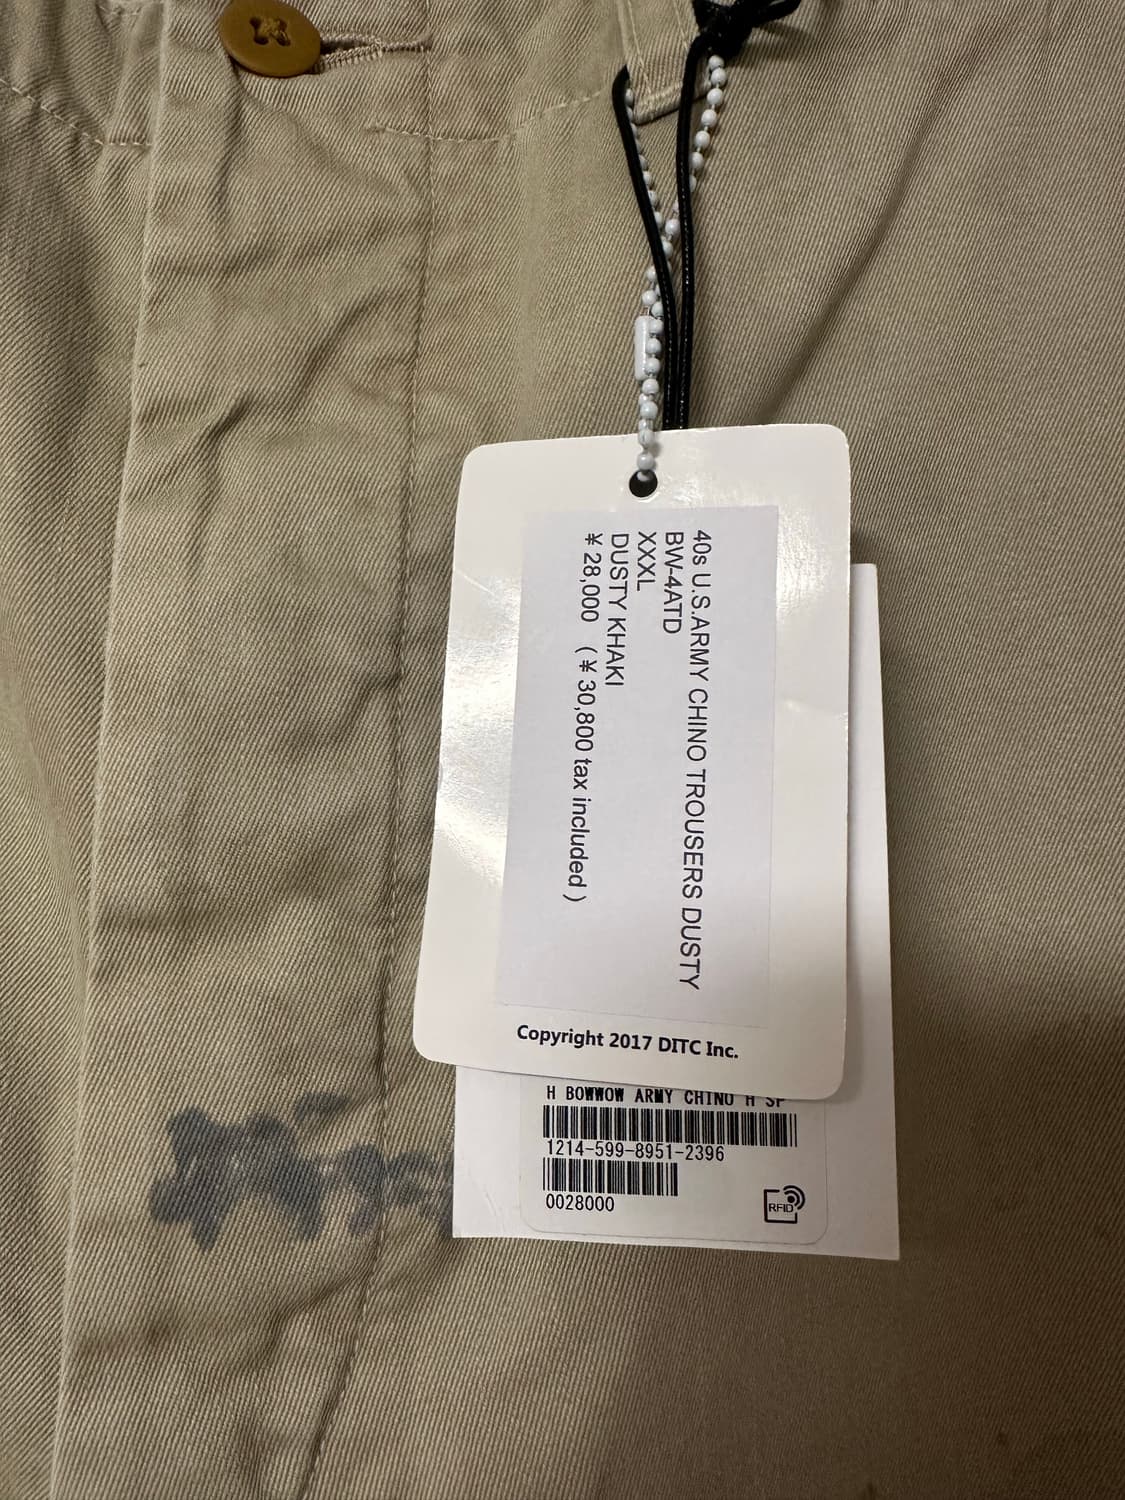 40s U.S.ARMY CHINO TROUSERS DUSTY
BW-4ATD
XXXL
DUSTY KHAKI
¥ 28,000 (¥ 30,800 tax included)
Copyright 2017 DITC Inc.
H BOWWOW ARMY CHINO H SP
1214-599-8951-2396
0028000
RFID